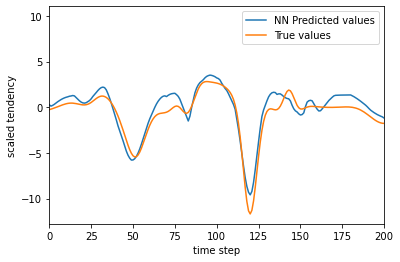 NN Predicted values
True values
10
5
0
−5
−10
scaled tendency
0 25 50 75 100 125 150 175 200
time step